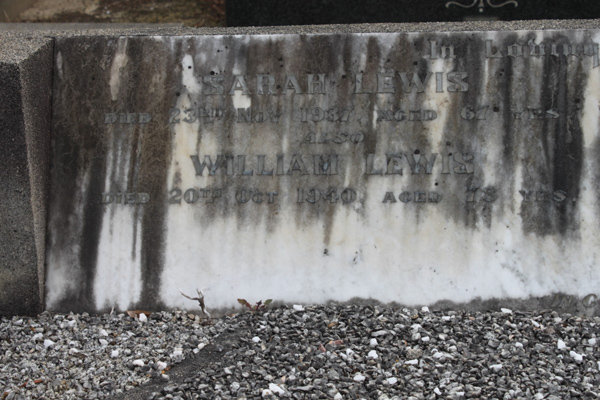 In Loving
SARAH LEWIS
DIED 23RD NOV 1937, AGED 67 YRS.
ALSO
WILLIAM LEWIS
DIED 20TH OCT 1940, AGED 73 YRS.